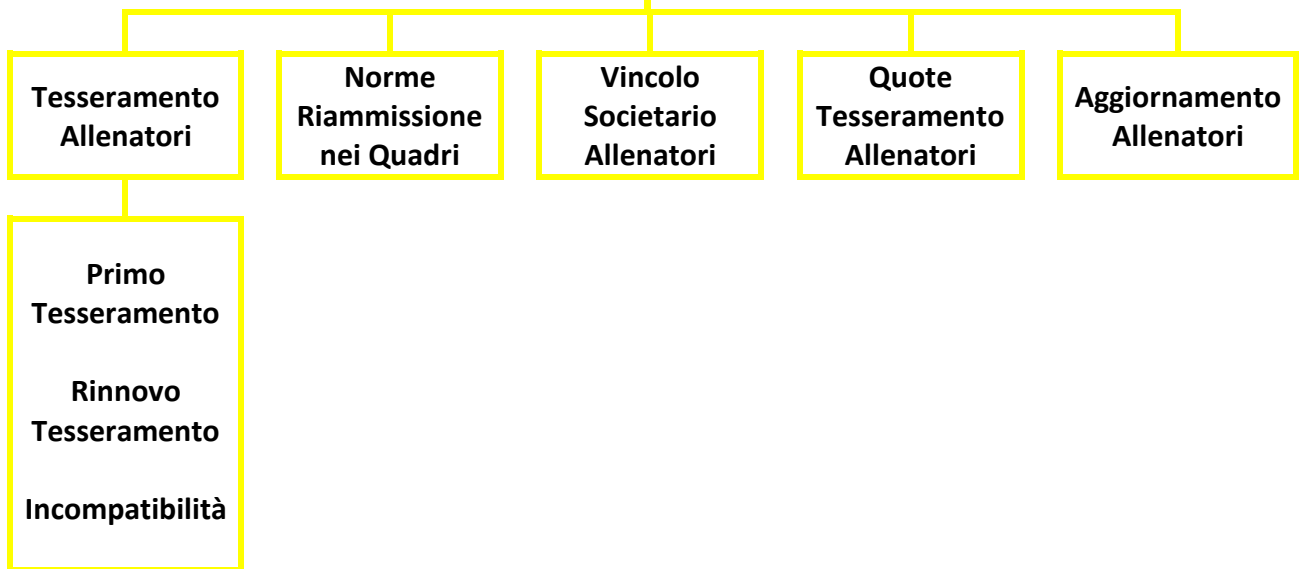 Tesseramento
Allenatori
Norme
Riammissione
nei Quadri
Vincolo
Societario
Allenatori
Quote
Tesseramento
Allenatori
Aggiornamento
Allenatori
Primo
Tesseramento
Rinnovo
Tesseramento
Incompatibilità